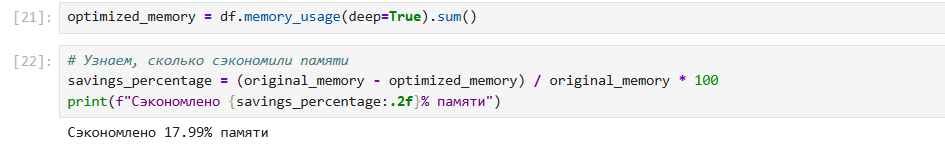 [21]: optimized_memory = df.memory_usage(deep=True).sum()
[22]: # Узнаем, сколько сэкономили памяти
savings_percentage = (original_memory - optimized_memory) / original_memory * 100
print(f"Сэкономлено {savings_percentage:.2f}% памяти")
Сэкономлено 17.99% памяти